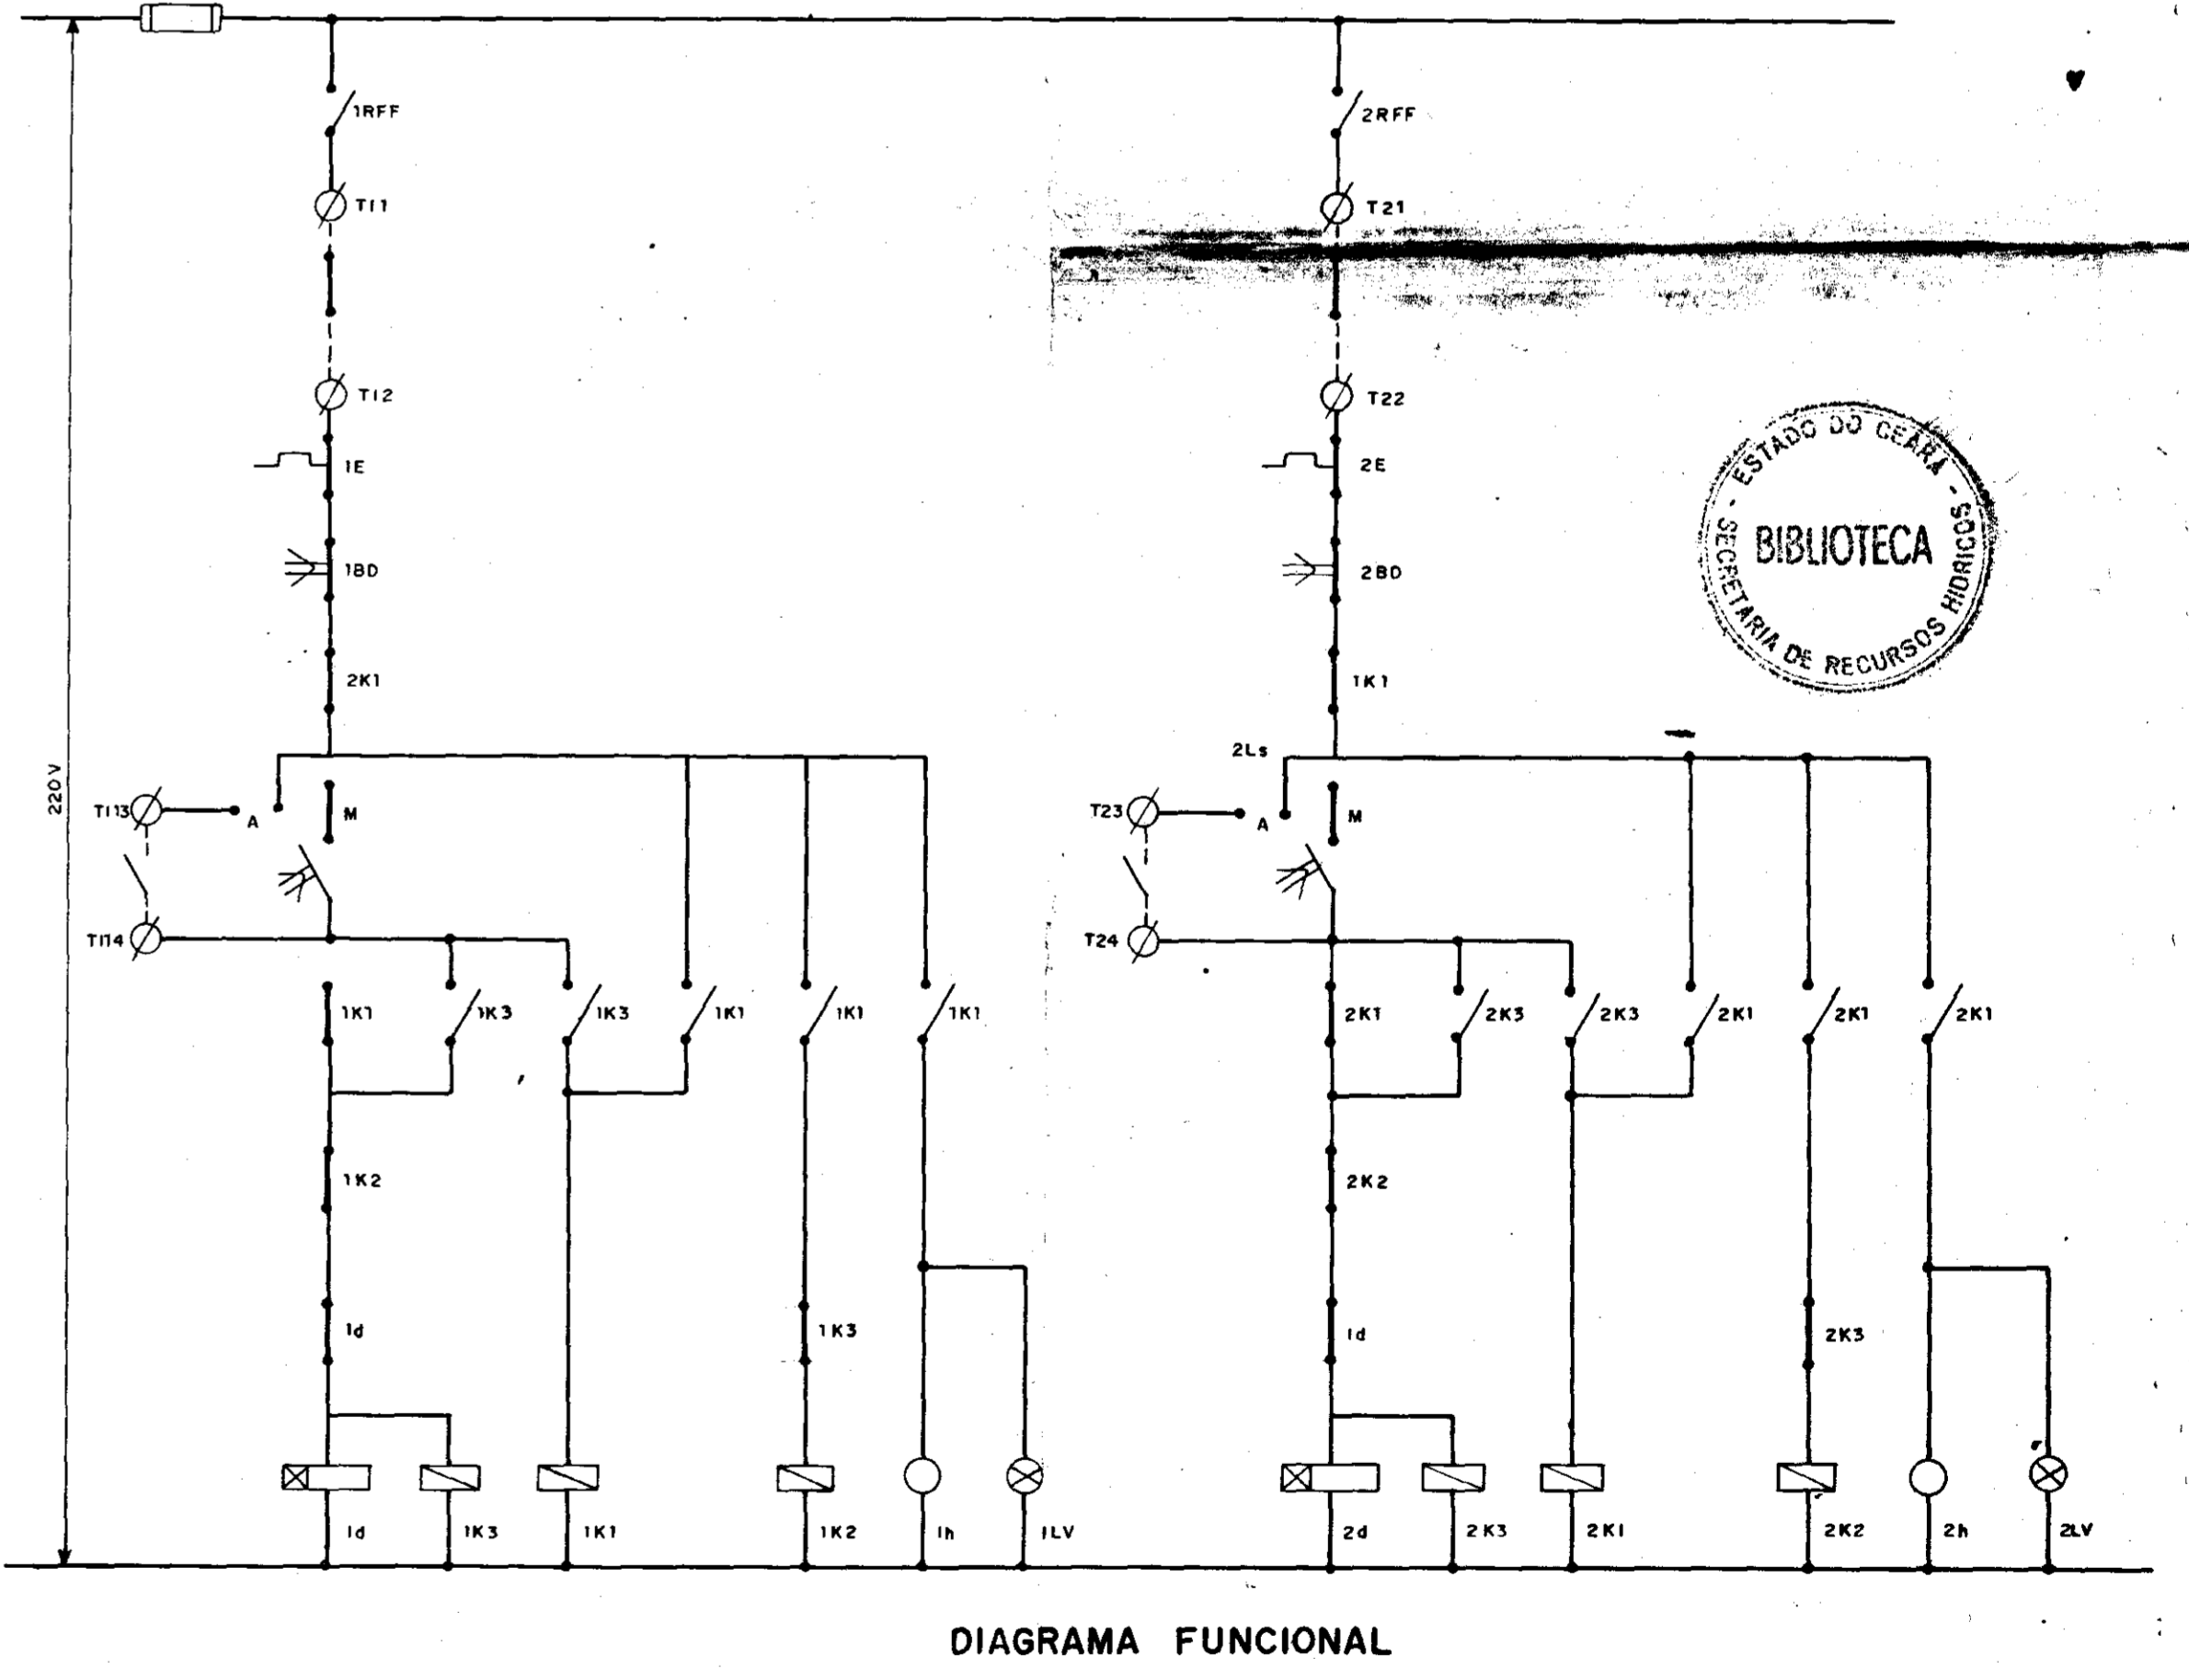 1RFF
2RFF
T11
T21
T12
T22
1E
2E
1BD
2BD
2K1
1K1
ESTADO DO CEARÁ - SECRETARIA DE RECURSOS HIDRICOS -
BIBLIOTECA
220V
2Ls
T113
A
M
T23
A
M
T114
T24
1K1
1K3
1K3
1K1
1K1
1K1
2K1
2K3
2K3
2K1
2K1
2K1
1K2
2K2
1d
1K3
1d
2K3
1d
1K3
1K1
1K2
1h
1LV
2d
2K3
2K1
2K2
2h
2LV
DIAGRAMA FUNCIONAL